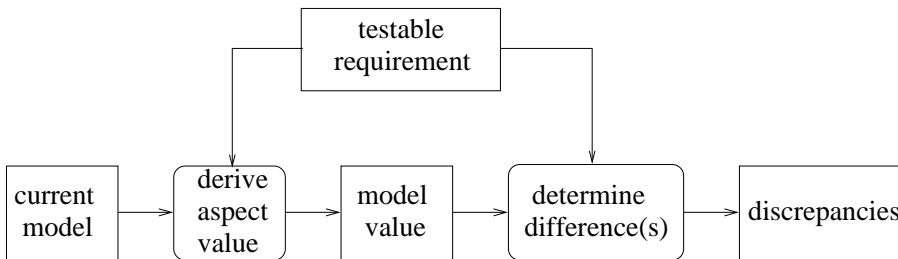 testable
requirement
current
model
derive
aspect
value
model
value
determine
difference(s)
discrepancies